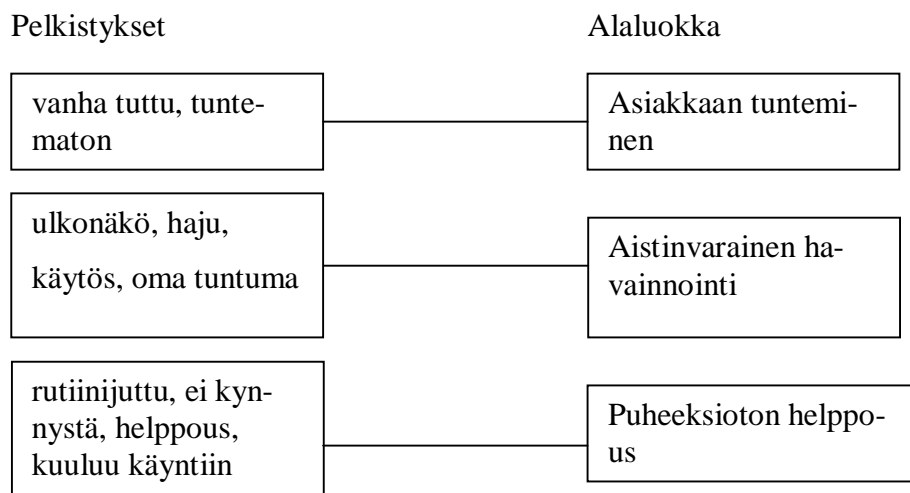 Pelkistykset
Alaluokka
vanha tuttu, tunte-
maton
Asiakkaan tuntemi-
nen
ulkonäkö, haju,
käytös, oma tuntuma
Aistinvarainen ha-
vainnointi
rutiinijuttu, ei kyn-
nystä, helppous,
kuuluu käyntiin
Puheeksioton helppo-
us